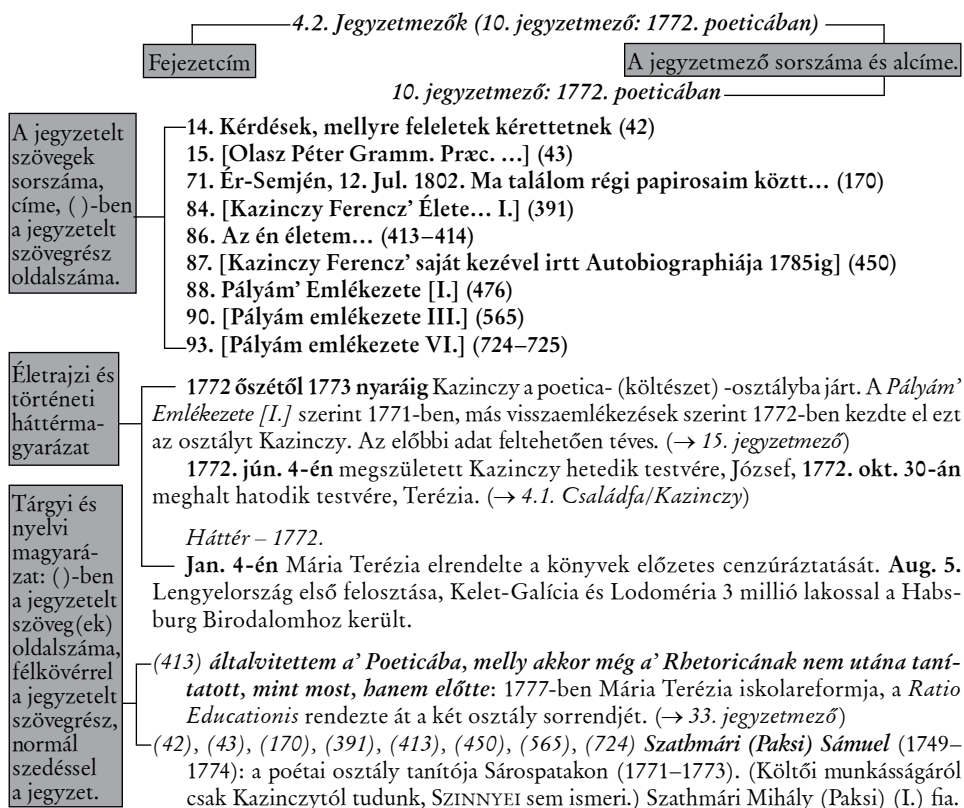 4.2. Jegyzetmezők (10. jegyzetmező: 1772. poeticában)
Fejezetcím
A jegyzetmező sorszáma és alcíme.
10. jegyzetmező: 1772. poeticában
A jegyzetelt
szövegek
sorszáma,
címe, ( )-ben
a jegyzetelt
szövegrész
oldalszáma.
14. Kérdések, mellyre feleletek kérettetnek (42)
15. [Olasz Péter Gramm. Præc. …] (43)
71. Ér-Semjén, 12. Jul. 1802. Ma találom régi papirosaim köztt… (170)
84. [Kazinczy Ferencz’ Élete… I.] (391)
86. Az én életem… (413–414)
87. [Kazinczy Ferencz’ saját kezével irtt Autobiographiája 1785ig] (450)
88. Pályám’ Emlékezete [I.] (476)
90. [Pályám emlékezete III.] (565)
93. [Pályám emlékezete VI.] (724–725)
Életrajzi és
történeti
háttérma-
gyarázat
1772 őszétől 1773 nyaráig Kazinczy a poetica- (költészet) -osztályba járt. A Pályám’
Emlékezete [I.] szerint 1771-ben, más visszaemlékezések szerint 1772-ben kezdte el ezt
az osztályt Kazinczy. Az előbbi adat feltehetően téves. (→ 15. jegyzetmező)
1772. jún. 4-én megszületett Kazinczy hetedik testvére, József, 1772. okt. 30-án
meghalt hatodik testvére, Terézia. (→ 4.1. Családfa/Kazinczy)
Háttér – 1772.
Jan. 4-én Mária Terézia elrendelte a könyvek előzetes cenzúráztatását. Aug. 5.
Lengyelország első felosztása, Kelet-Galícia és Lodoméria 3 millió lakossal a Habs-
burg Birodalomhoz került.
Tárgyi és
nyelvi
magyará-
zat: ( )-ben
a jegyzetelt
szöveg(ek)
oldalszáma,
félkövérrel
a jegyzetelt
szövegrész,
normál
szedéssel
a jegyzet.
(413) általvitettem a’ Poeticába, melly akkor még a’ Rhetoricának nem utána taní-
tatott, mint most, hanem előtte: 1777-ben Mária Terézia iskolareformja, a Ratio
Educationis rendezte át a két osztály sorrendjét. (→ 33. jegyzetmező)
(42), (43), (170), (391), (413), (450), (565), (724) Szathmári (Paksi) Sámuel (1749–
1774): a poétai osztály tanítója Sárospatakon (1771–1773). (Költői munkásságáról
csak Kazinczytól tudunk, SZINNYEI sem ismeri.) Szathmári Mihály (Paksi) (I.) fia.